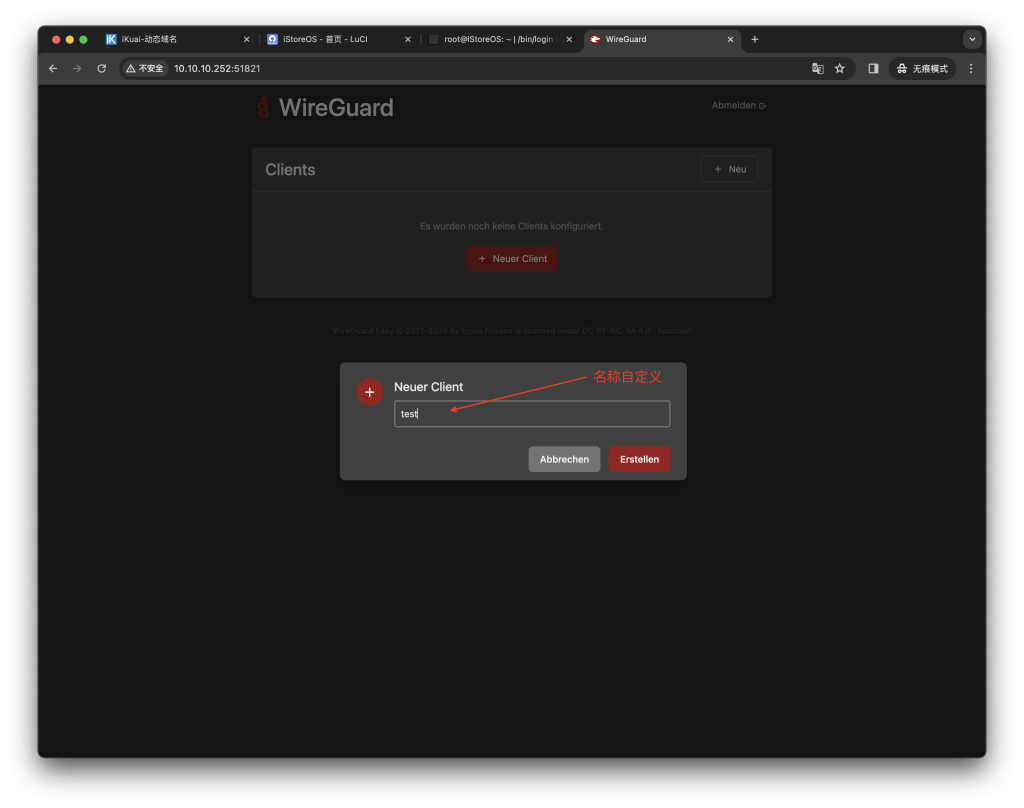 iKuai-动态域名
iStoreOS - 首页 - LuCI
root@iStoreOS: ~ | /bin/login
WireGuard
不安全
10.10.10.252:51821
无痕模式
WireGuard
Abmelden
Clients
+ Neu
Es wurden noch keine Clients konfiguriert.
+ Neuer Client
WireGuard Easy © 2021-2024 by Emile Nijssen is licensed under CC BY-NC-SA 4.0 · Spenden
Neuer Client
名称自定义
test
Abbrechen
Erstellen